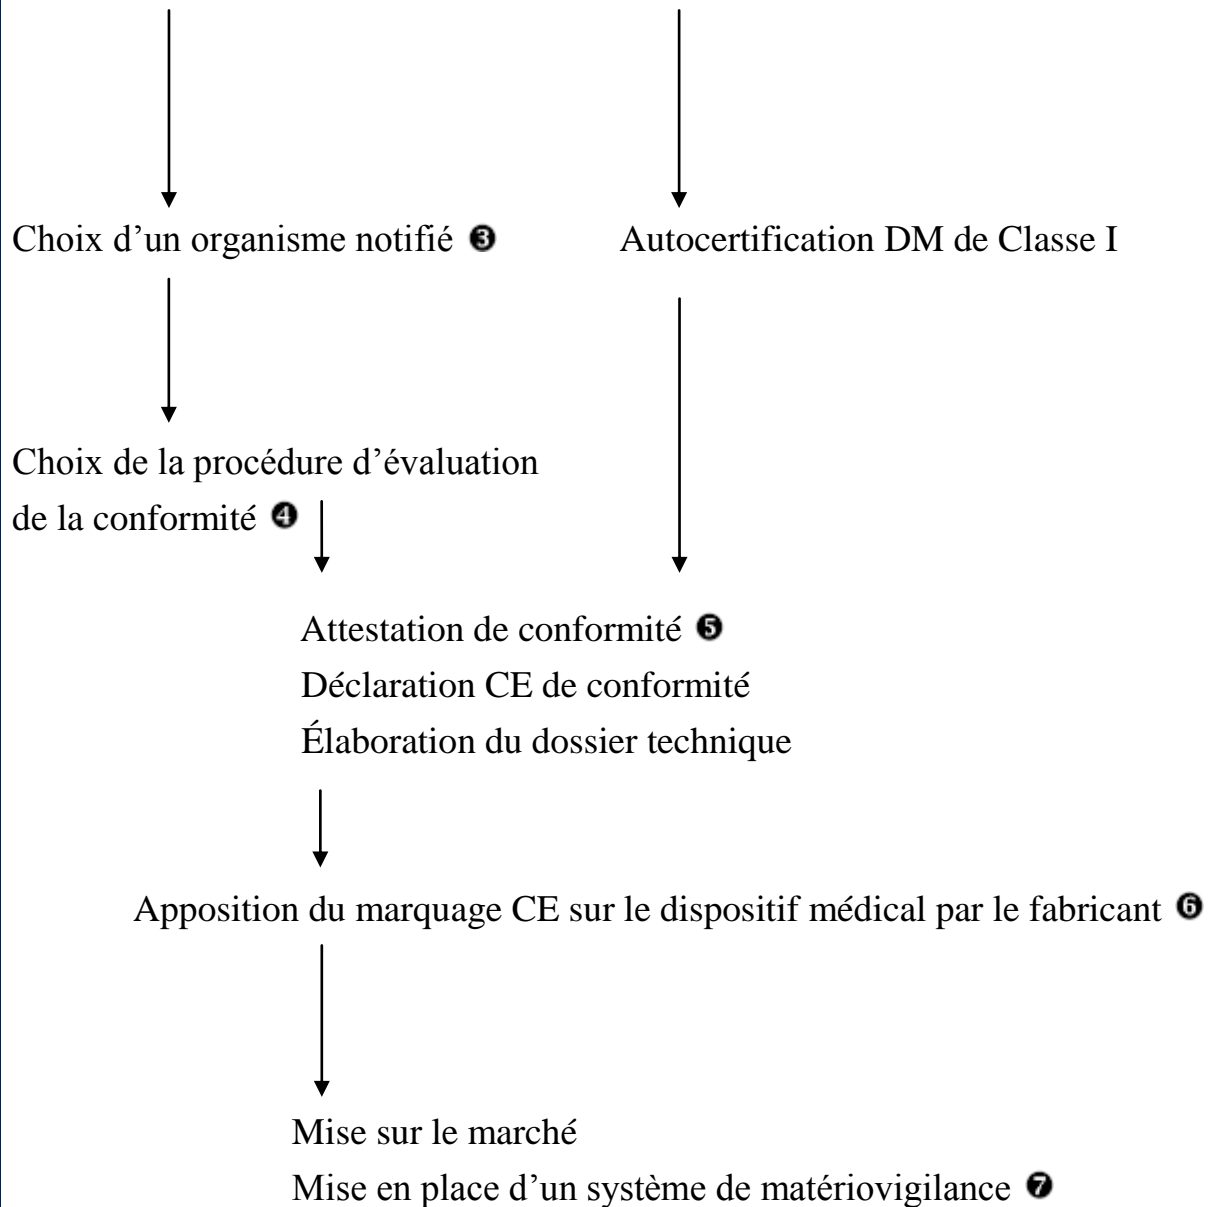 Choix d’un organisme notifié ❸
Autocertification DM de Classe I
Choix de la procédure d’évaluation
de la conformité ❹
Attestation de conformité ❺
Déclaration CE de conformité
Élaboration du dossier technique
Apposition du marquage CE sur le dispositif médical par le fabricant ❻
Mise sur le marché
Mise en place d’un système de matériovigilance ❼